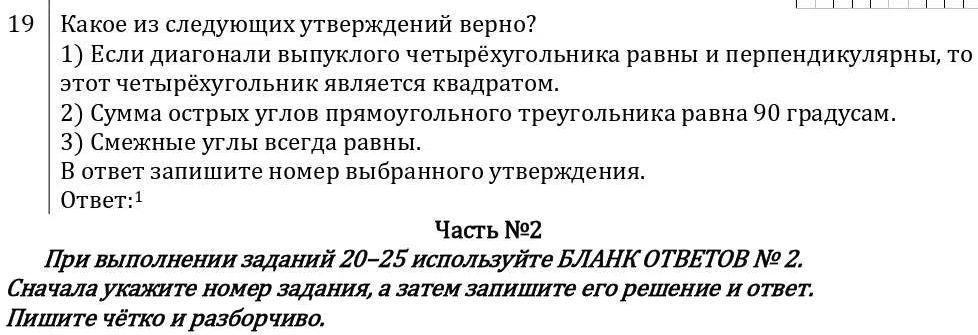 19 Какое из следующих утверждений верно?
1) Если диагонали выпуклого четырёхугольника равны и перпендикулярны, то
этот четырёхугольник является квадратом.
2) Сумма острых углов прямоугольного треугольника равна 90 градусам.
3) Смежные углы всегда равны.
В ответ запишите номер выбранного утверждения.
Ответ:¹
Часть №2
При выполнении заданий 20–25 используйте БЛАНК ОТВЕТОВ № 2.
Сначала укажите номер задания, а затем запишите его решение и ответ.
Пишите чётко и разборчиво.